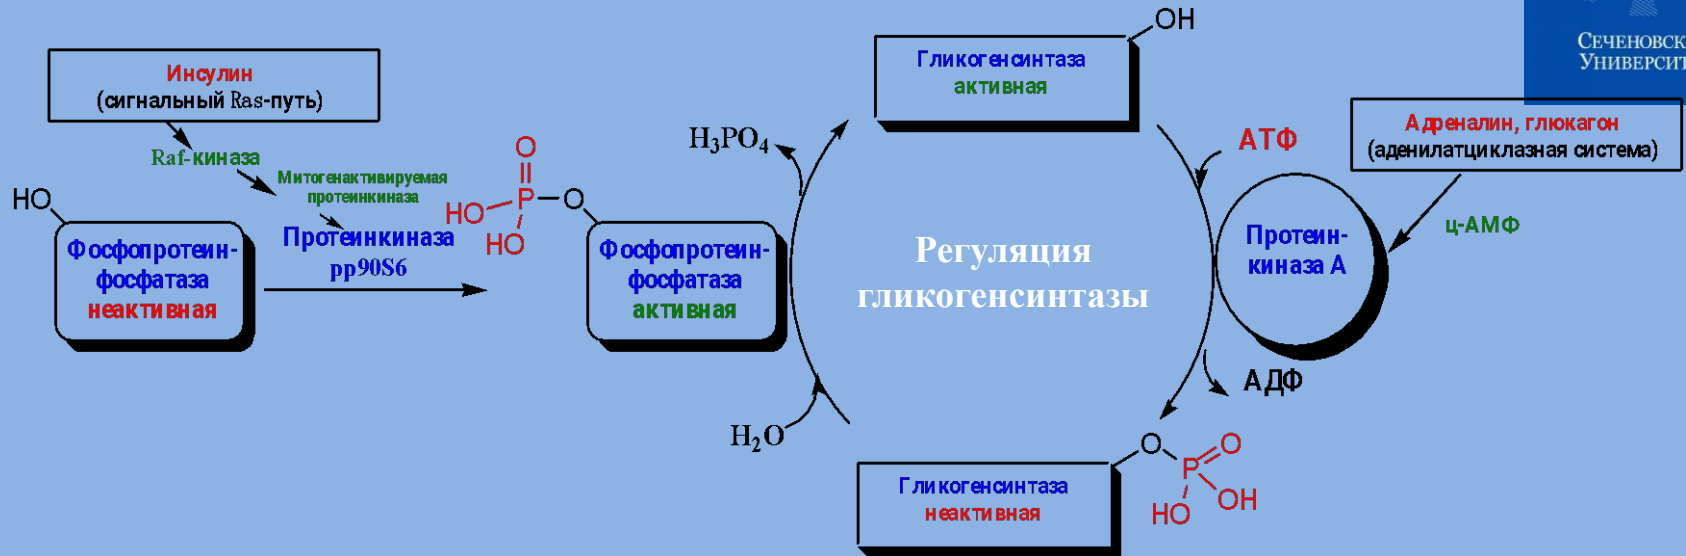 Инсулин
(сигнальный Ras-путь)
Raf-киназа
Митогенактивируемая
протеинкиназа
Протеинкиназа
pp90S6
HO
Фосфопротеин-
фосфатаза
неактивная
O
P
O
HO
HO
Фосфопротеин-
фосфатаза
активная
H₃PO₄
H₂O
OH
Гликогенсинтаза
активная
Регуляция
гликогенсинтазы
АТФ
Протеин-
киназа А
АДФ
Адреналин, глюкагон
(аденилатциклазная система)
ц-АМФ
O
P
O
HO
OH
Гликогенсинтаза
неактивная